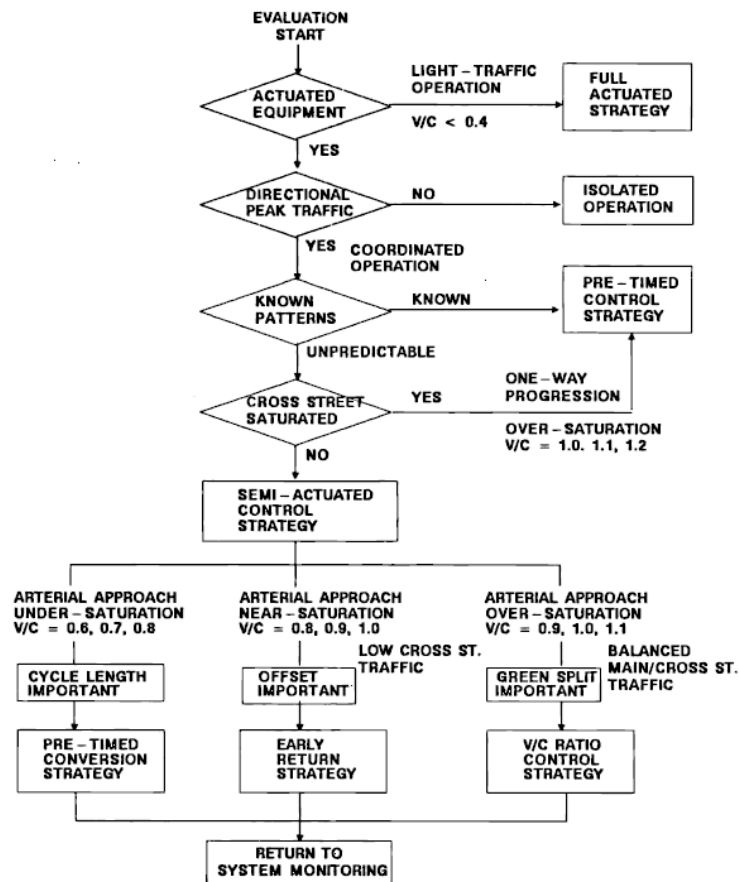 EVALUATION
START
ACTUATED
EQUIPMENT
LIGHT-TRAFFIC
OPERATION
V/C < 0.4
FULL
ACTUATED
STRATEGY
YES
DIRECTIONAL
PEAK TRAFFIC
NO
ISOLATED
OPERATION
YES
COORDINATED
OPERATION
KNOWN
PATTERNS
KNOWN
PRE-TIMED
CONTROL
STRATEGY
UNPREDICTABLE
CROSS STREET
SATURATED
YES
ONE-WAY
PROGRESSION
OVER-SATURATION
V/C = 1.0. 1.1, 1.2
NO
SEMI-ACTUATED
CONTROL
STRATEGY
ARTERIAL APPROACH
UNDER-SATURATION
V/C = 0.6, 0.7, 0.8
CYCLE LENGTH
IMPORTANT
PRE-TIMED
CONVERSION
STRATEGY
ARTERIAL APPROACH
NEAR-SATURATION
V/C = 0.8, 0.9, 1.0
LOW CROSS ST.
TRAFFIC
OFFSET
IMPORTANT
EARLY
RETURN
STRATEGY
ARTERIAL APPROACH
OVER-SATURATION
V/C = 0.9, 1.0, 1.1
BALANCED
MAIN/CROSS ST.
TRAFFIC
GREEN SPLIT
IMPORTANT
V/C RATIO
CONTROL
STRATEGY
RETURN TO
SYSTEM MONITORING